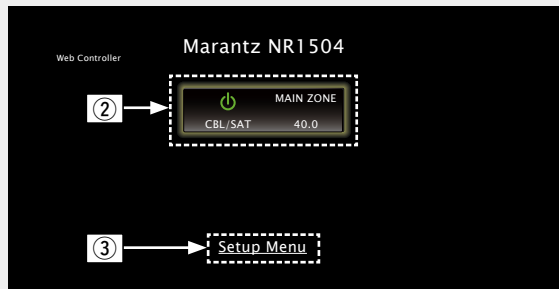 Marantz NR1504
Web Controller
② MAIN ZONE
CBL/SAT 40.0
③ Setup Menu